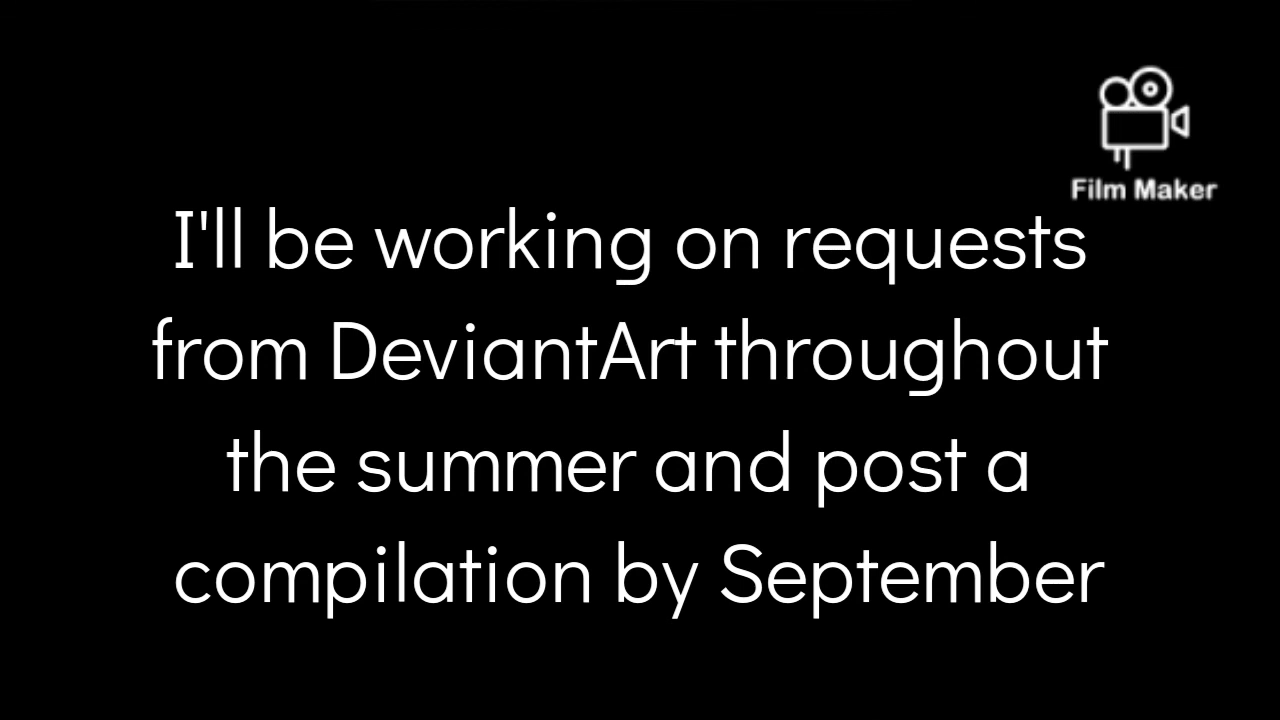 Film Maker
I'll be working on requests
from DeviantArt throughout
the summer and post a
compilation by September